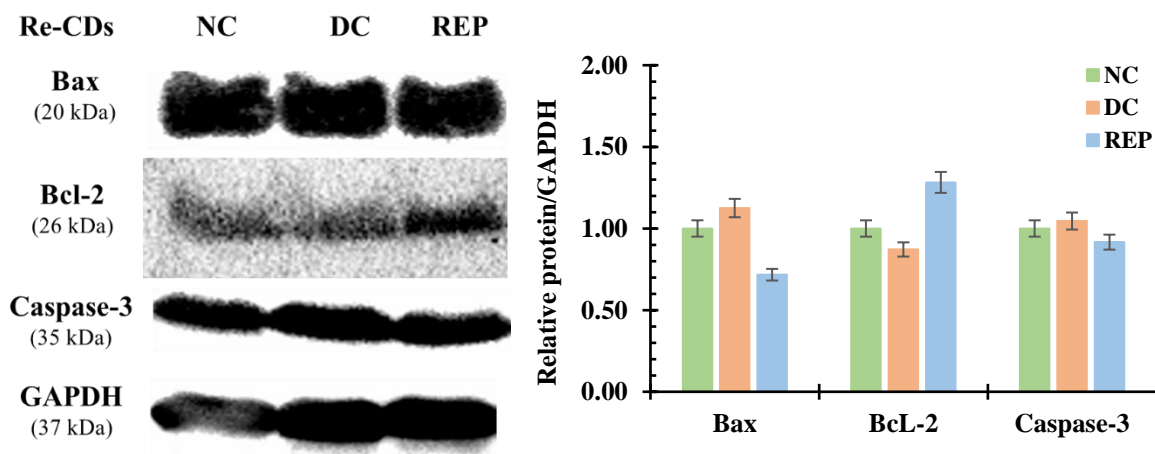 Re-CDs NC DC REP
Bax
(20 kDa)
Bcl-2
(26 kDa)
Caspase-3
(35 kDa)
GAPDH
(37 kDa)
Relative protein/GAPDH
2.00
1.50
1.00
0.50
0.00
NC
DC
REP
Bax BcL-2 Caspase-3